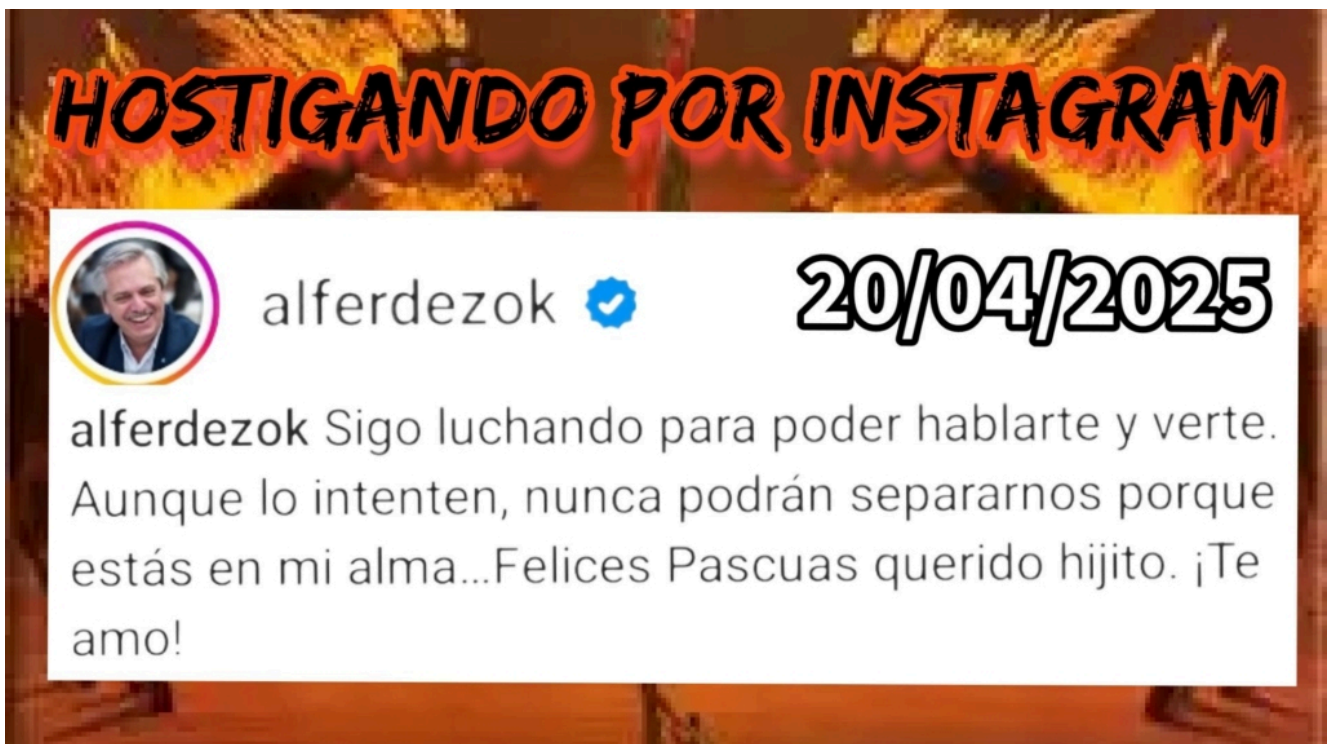 HOSTIGANDO POR INSTAGRAM
alferdezok
20/04/2025
alferdezok Sigo luchando para poder hablarte y verte.
Aunque lo intenten, nunca podrán separarnos porque
estás en mi alma...Felices Pascuas querido hijito. ¡Te
amo!